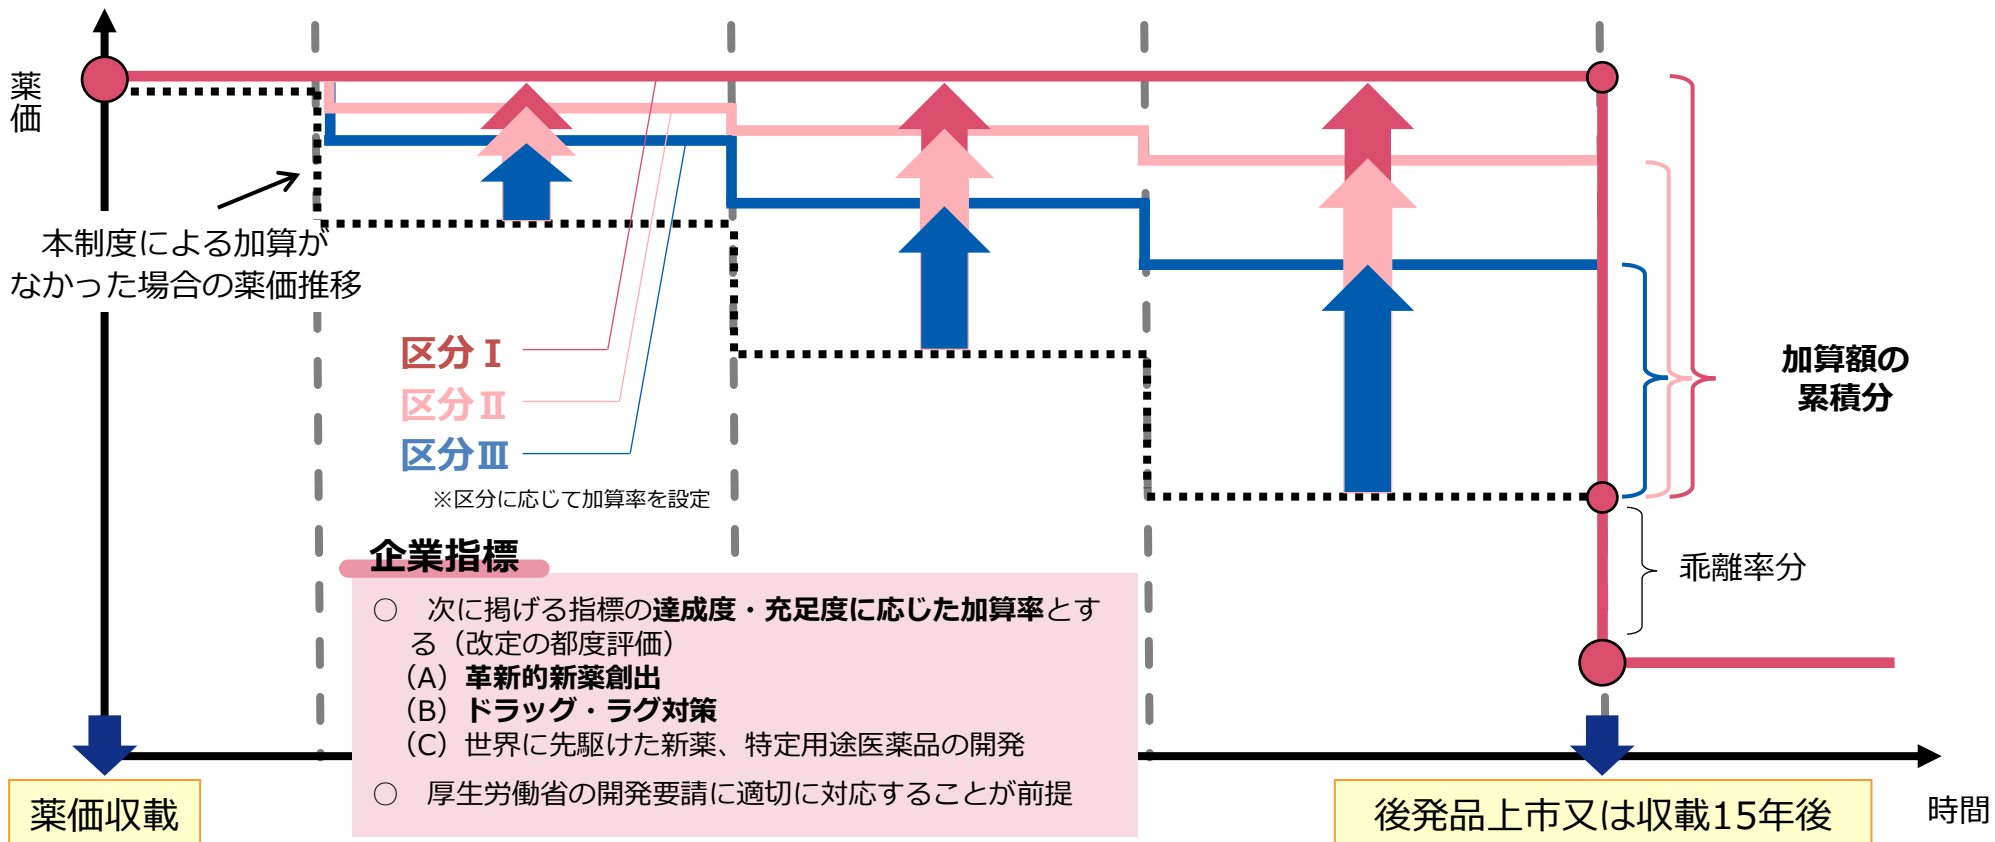 薬価
本制度による加算が
なかった場合の薬価推移
区分Ⅰ
区分Ⅱ
区分Ⅲ
※区分に応じて加算率を設定
加算額の
累積分
乖離率分
企業指標
○ 次に掲げる指標の達成度・充足度に応じた加算率とす
る（改定の都度評価）
（A）革新的新薬創出
（B）ドラッグ・ラグ対策
（C）世界に先駆けた新薬、特定用途医薬品の開発
○ 厚生労働省の開発要請に適切に対応することが前提
薬価収載
後発品上市又は収載15年後
時間